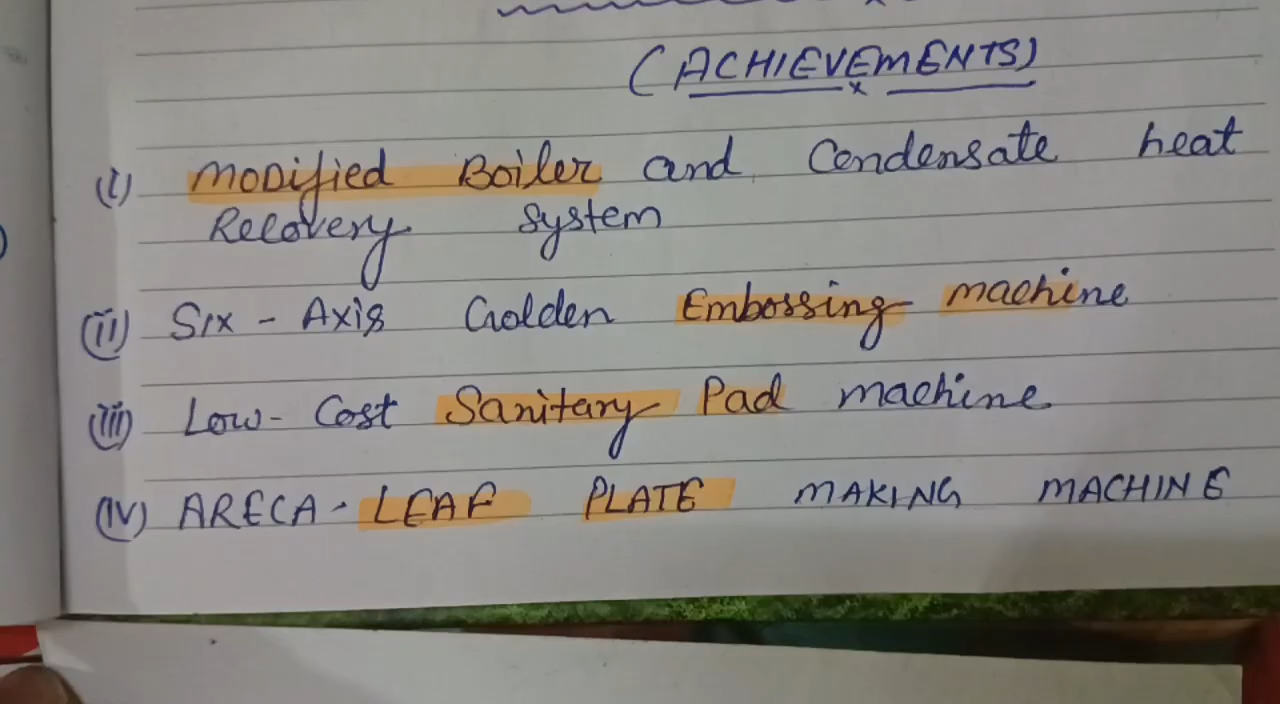 (ACHIEVEMENTS)
(i) Modified Boiler and Condensate heat
Recovery system
(ii) Six - Axis Golden Embossing machine
(iii) Low- Cost Sanitary Pad machine
(iv) ARECA - LEAF PLATE MAKING MACHINE